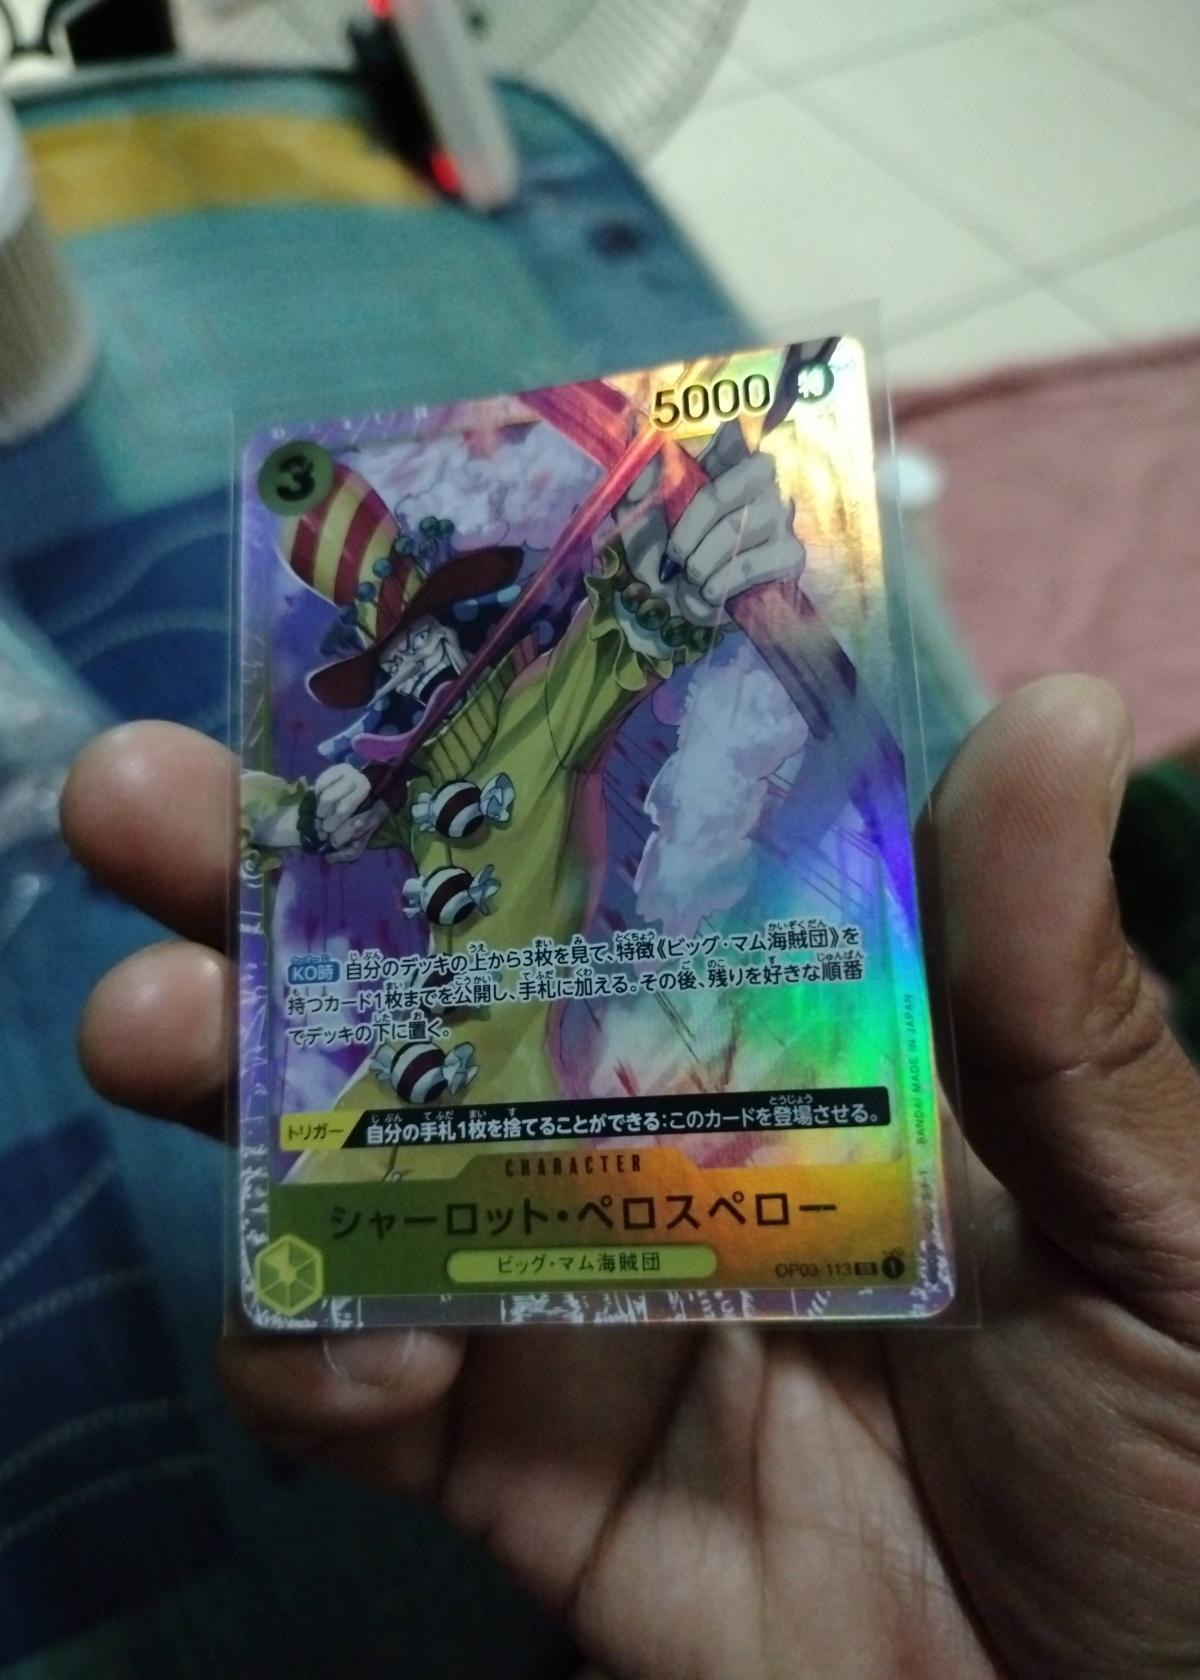 5000 特
3
KO時 自分のデッキの上から3枚を見て、特徴《ビッグ・マム海賊団》を
持つカード1枚までを公開し、手札に加える。その後、残りを好きな順番
でデッキの下に置く。
トリガー 自分の手札1枚を捨てることができる：このカードを登場させる。
CHARACTER
シャーロット・ペロスペロー
ビッグ・マム海賊団
OP03-113 1
BANDAI MADE IN JAPAN